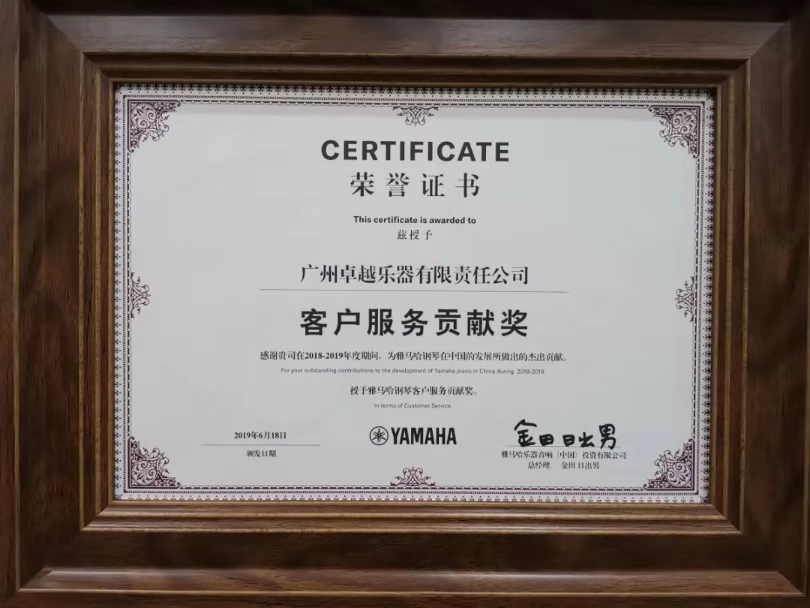 CERTIFICATE
荣誉证书
This certificate is awarded to
兹授予
广州卓越乐器有限责任公司
客户服务贡献奖
感谢贵司在2018-2019年度期间，为雅马哈钢琴在中国的发展所做出的杰出贡献。
For your outstanding contributions to the development of Yamaha piano in China during 2018-2019
授予雅马哈钢琴客户服务贡献奖。
In terms of Customer Service
2019年6月18日
颁发日期
YAMAHA
金田日出男
雅马哈乐器音响（中国）投资有限公司
总经理 金田 日出男